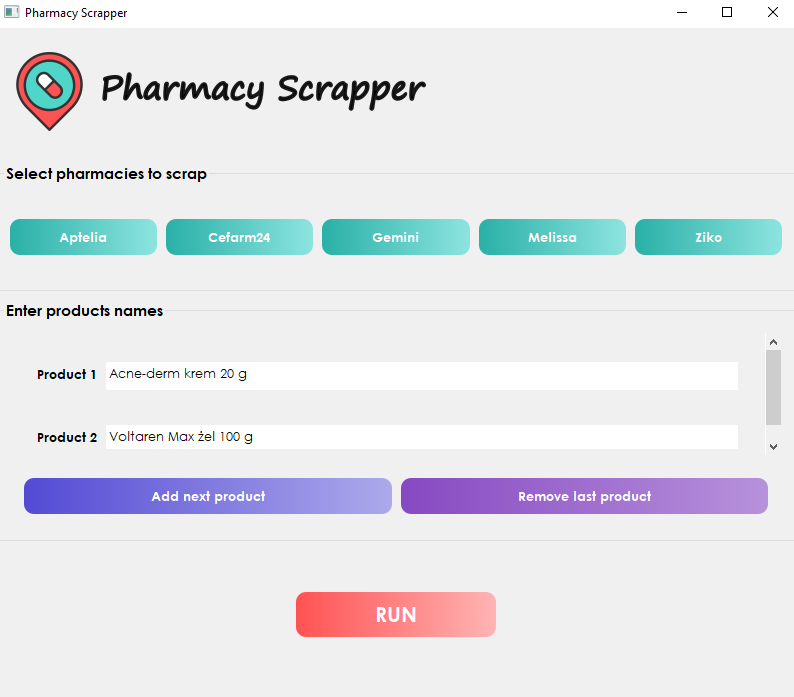 Pharmacy Scrapper
Pharmacy Scrapper
Select pharmacies to scrap
Aptelia Cefarm24 Gemini Melissa Ziko
Enter products names
Product 1 Acne-derm krem 20 g
Product 2 Voltaren Max żel 100 g
Add next product Remove last product
RUN